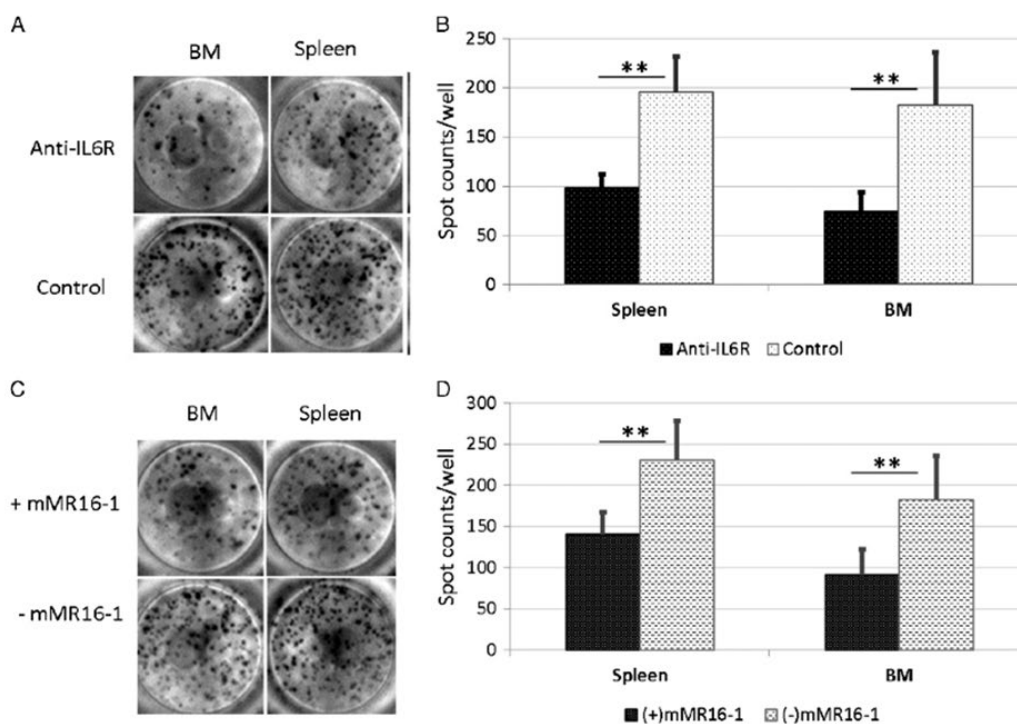 A
BM Spleen
Anti-IL6R
Control
B
Spot counts/well
250
200
150
100
50
0
** **
Spleen BM
Anti-IL6R Control
C
BM Spleen
+ mMR16-1
- mMR16-1
D
Spot counts/well
300
250
200
150
100
50
0
** **
Spleen BM
(+)mMR16-1 (-)mMR16-1